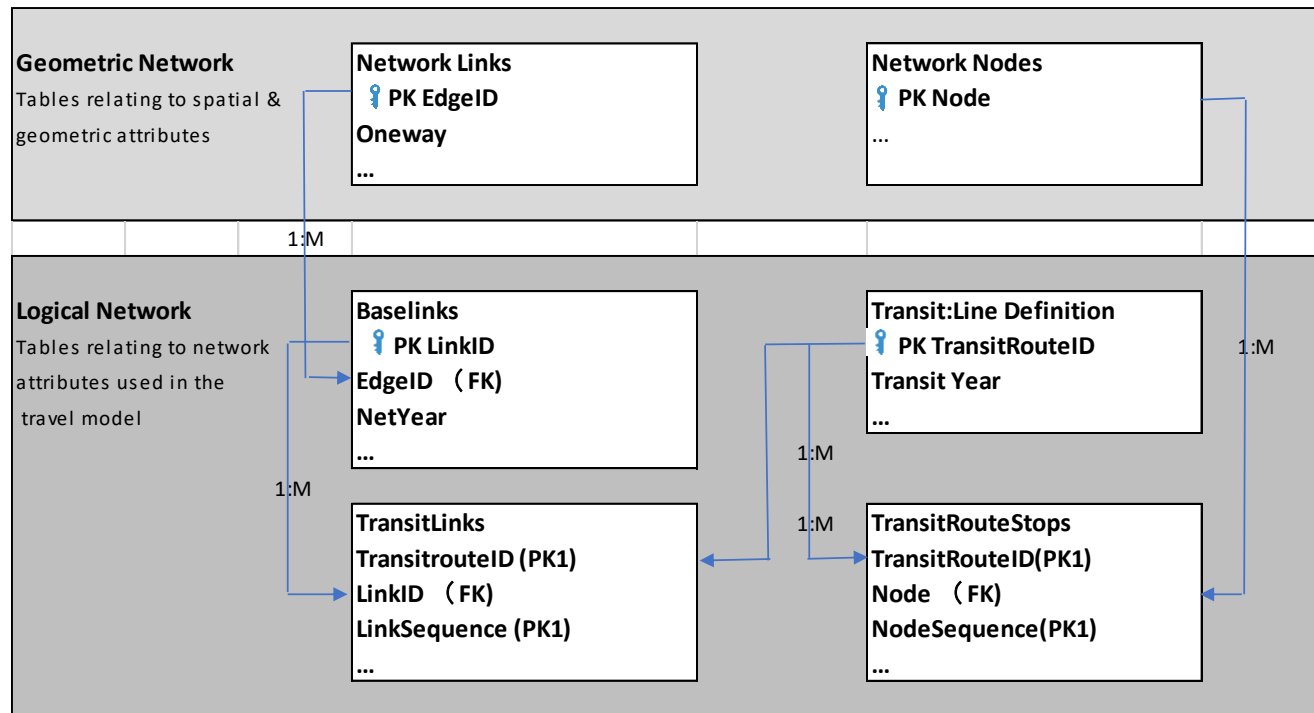 Geometric Network
Tables relating to spatial &
geometric attributes
Network Links
PK EdgeID
Oneway
...
Network Nodes
PK Node
...
1:M
Logical Network
Tables relating to network
attributes used in the
travel model
Baselinks
PK LinkID
EdgeID （FK)
NetYear
...
Transit:Line Definition
PK TransitRouteID
Transit Year
...
1:M
1:M
1:M
1:M
TransitLinks
TransitrouteID (PK1)
LinkID （FK)
LinkSequence (PK1)
...
TransitRouteStops
TransitRouteID(PK1)
Node （FK)
NodeSequence(PK1)
...